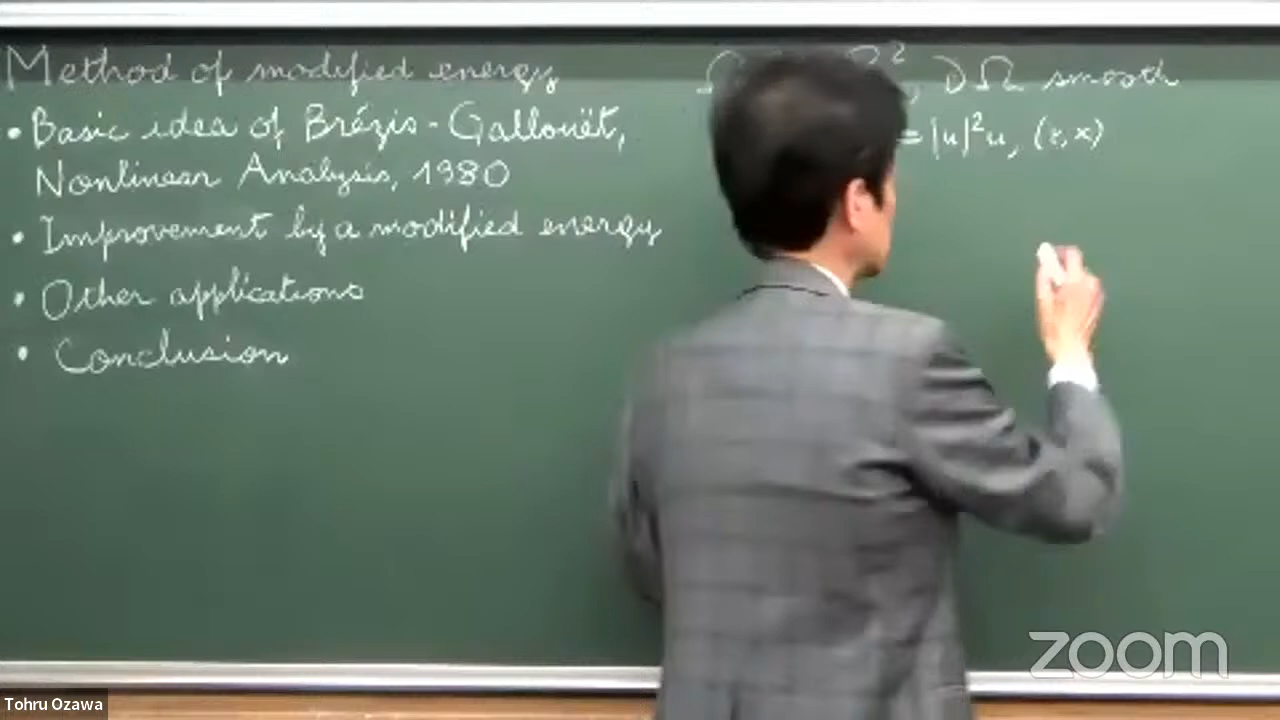 Method of modified energy
• Basic idea of Brézis-Gallouët,
Nonlinear Analysis, 1980
• Improvement by a modified energy
• Other applications
• Conclusion
Ω ℝ², ∂Ω smooth
= |u|²u, (t,x)
zoom
Tohru Ozawa